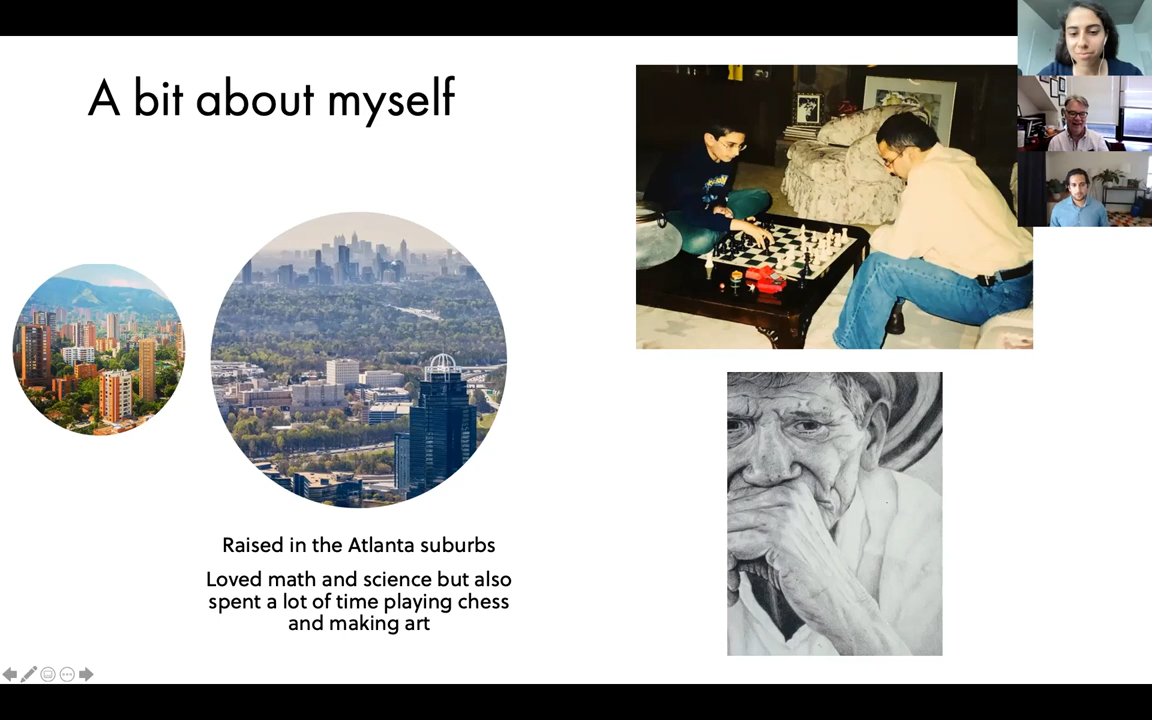 A bit about myself
Raised in the Atlanta suburbs
Loved math and science but also
spent a lot of time playing chess
and making art